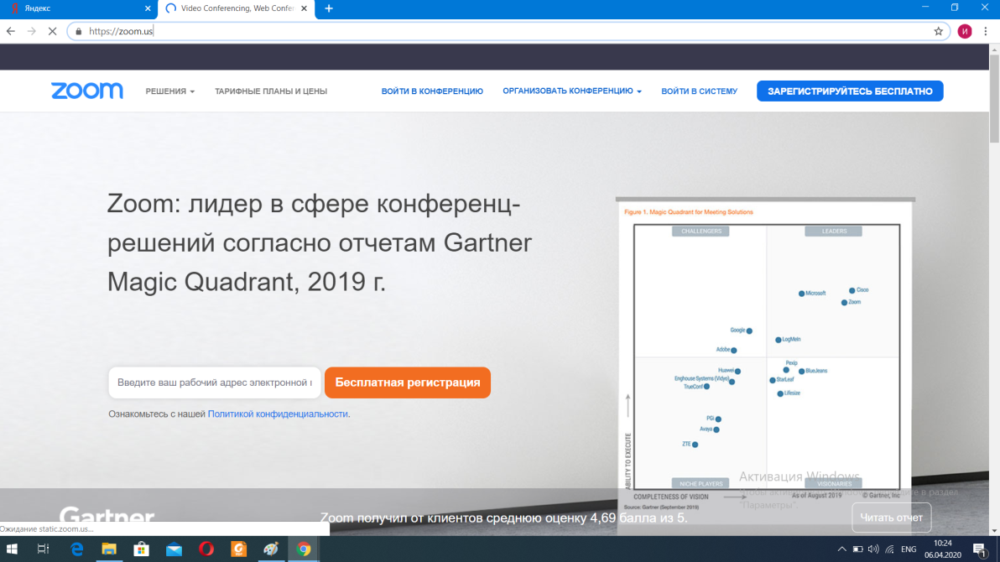 Яндекс
Video Conferencing, Web Confer
https://zoom.us
И
zoom
РЕШЕНИЯ
ТАРИФНЫЕ ПЛАНЫ И ЦЕНЫ
ВОЙТИ В КОНФЕРЕНЦИЮ
ОРГАНИЗОВАТЬ КОНФЕРЕНЦИЮ
ВОЙТИ В СИСТЕМУ
ЗАРЕГИСТРИРУЙТЕСЬ БЕСПЛАТНО
Zoom: лидер в сфере конференц-
решений согласно отчетам Gartner
Magic Quadrant, 2019 г.
Введите ваш рабочий адрес электронной
Бесплатная регистрация
Ознакомьтесь с нашей Политикой конфиденциальности.
Figure 1. Magic Quadrant for Meeting Solutions
CHALLENGERS
LEADERS
Microsoft
Cisco
Zoom
Google
LogMeIn
Adobe
Pexip
Huawei
BlueJeans
Enghouse Systems (Vidyo)
StarLeaf
TrueConf
Lifesize
PGi
Avaya
ZTE
ABILITY TO EXECUTE
NICHE PLAYERS
VISIONARIES
COMPLETENESS OF VISION
As of August 2019
© Gartner, Inc
Source: Gartner (September 2019)
Активация Windows
Чтобы в раздел
"Параметры".
Gartner
Zoom получил от клиентов среднюю оценку 4,69 балла из 5.
Читать отчет
Ожидание static.zoom.us...
ENG
10:24
06.04.2020
1